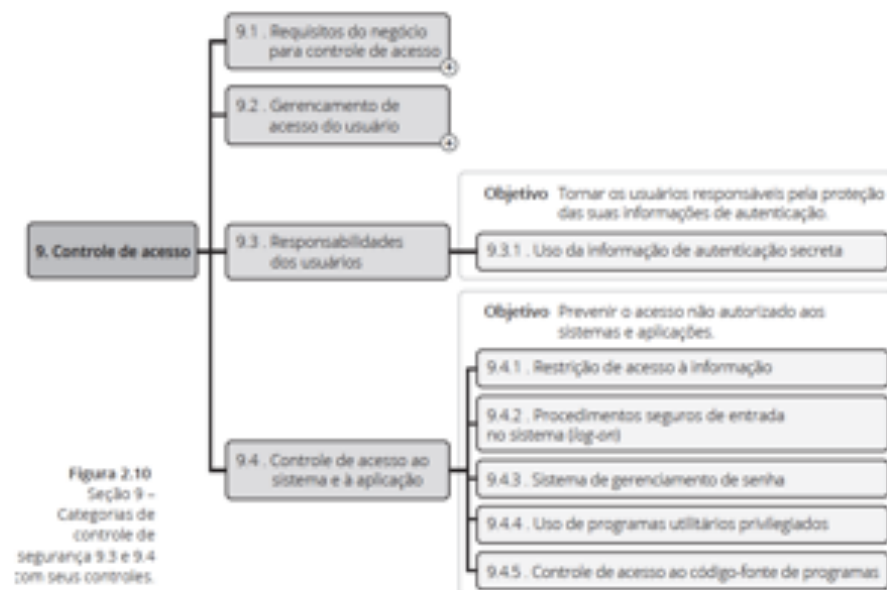 9.1 . Requisitos do negócio
para controle de acesso
9.2 . Gerencamento de
acesso do usuário
9. Controle de acesso
9.3 . Responsabilidades
dos usuários
Objetivo Tornar os usuários responsáveis pela proteção
das suas informações de autenticação.
9.3.1 . Uso da informação de autenticação secreta
9.4 . Controle de acesso ao
sistema e à aplicação
Objetivo Prevenir o acesso não autorizado aos
sistemas e aplicações.
9.4.1 . Restrição de acesso à informação
9.4.2 . Procedimentos seguros de entrada
no sistema (log-on)
9.4.3 . Sistema de gerenciamento de senha
9.4.4 . Uso de programas utilitários privilegiados
9.4.5 . Controle de acesso ao código-fonte de programas
Figura 2.10
Seção 9 –
Categorias de
controle de
segurança 9.3 e 9.4
com seus controles.